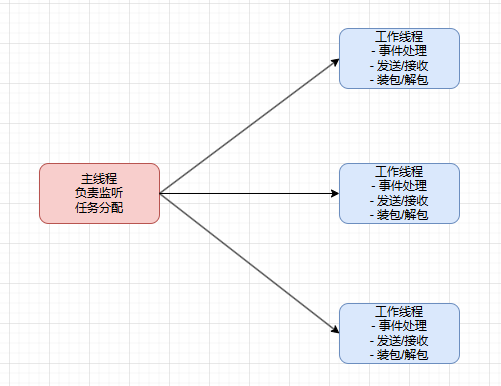 工作线程
- 事件处理
- 发送/接收
- 装包/解包
主线程
负责监听
任务分配
工作线程
- 事件处理
- 发送/接收
- 装包/解包
工作线程
- 事件处理
- 发送/接收
- 装包/解包